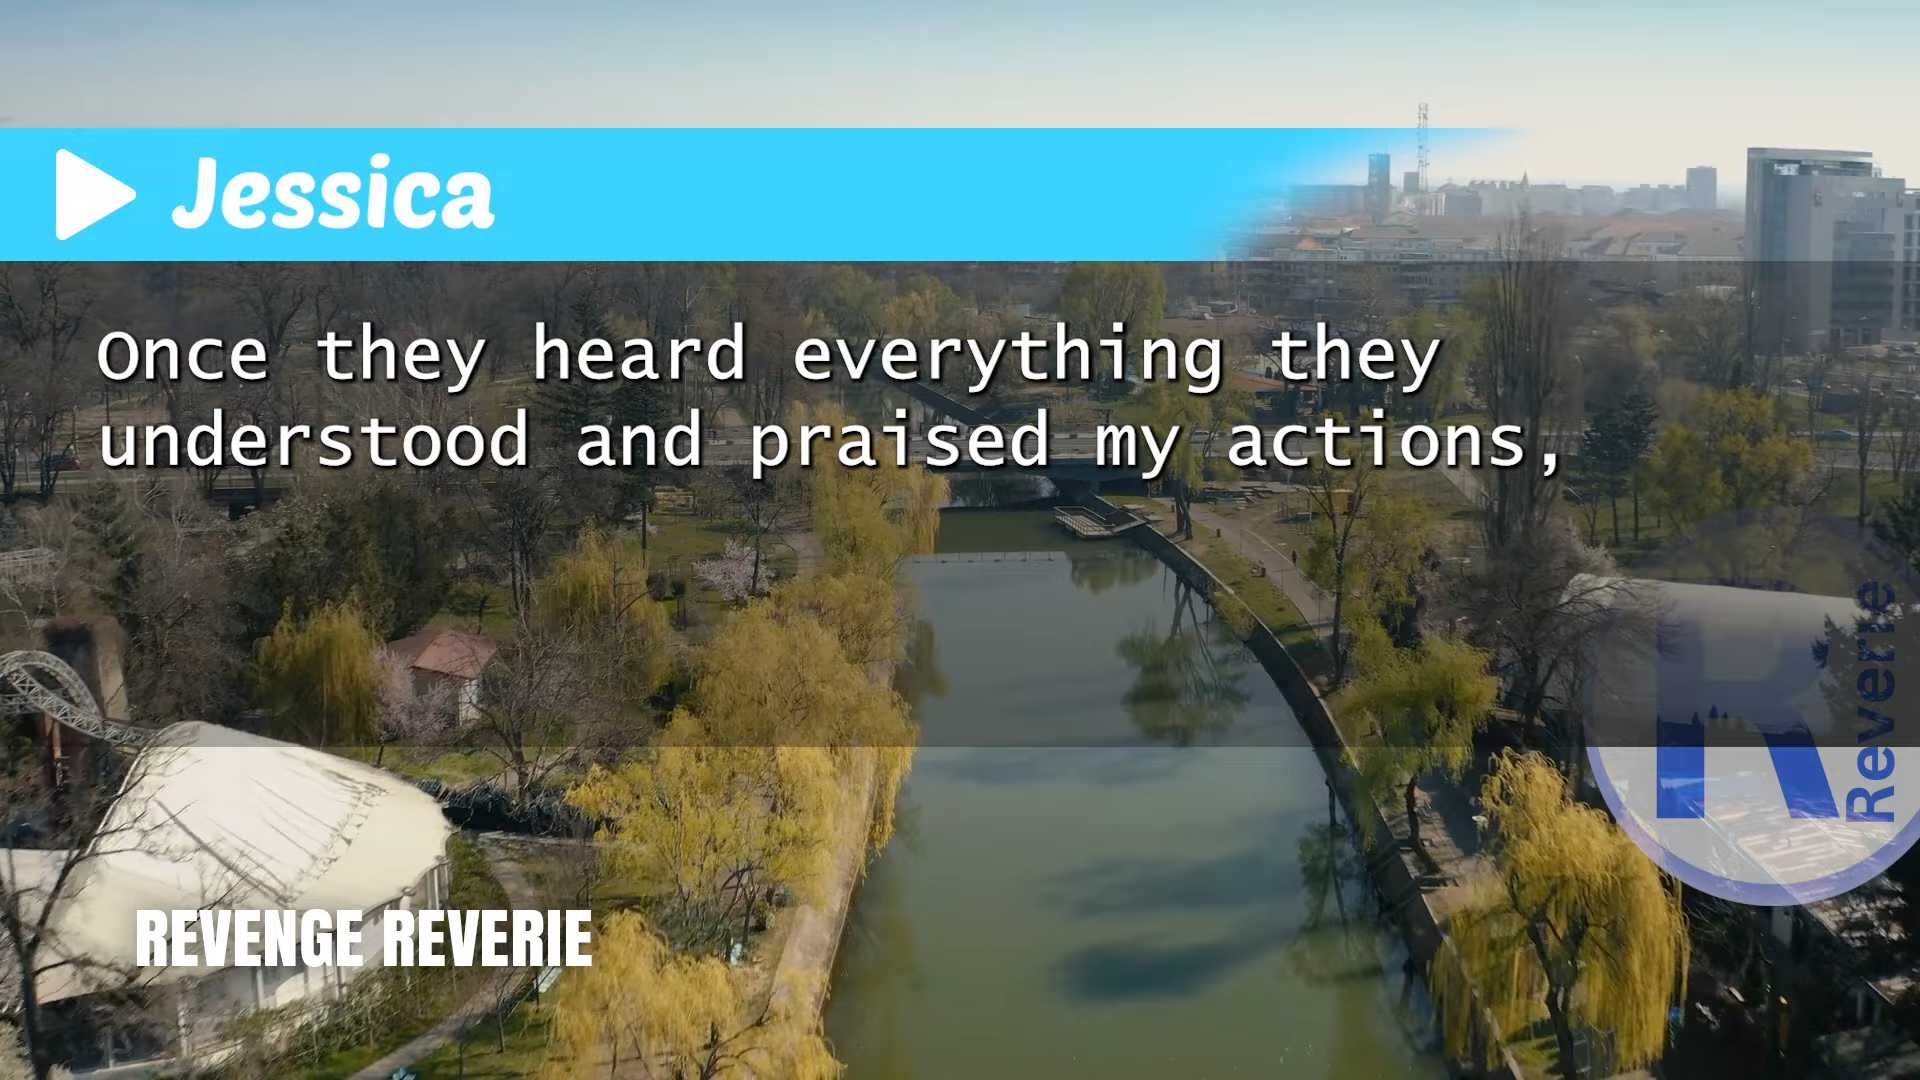 Jessica
Once they heard everything they
understood and praised my actions,
R
Reverie
REVENGE REVERIE